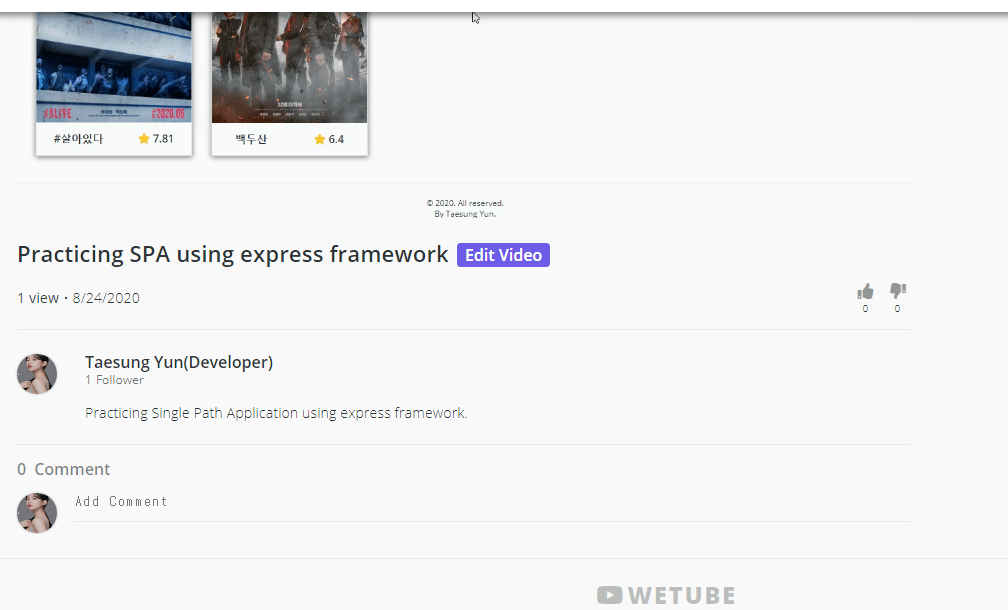 #ALIVE
#2020.06
#살아있다
7.81
백두산
6.4
© 2020. All reserved.
By Taesung Yun.
Practicing SPA using express framework Edit Video
1 view · 8/24/2020
0 0
Taesung Yun(Developer)
1 Follower
Practicing Single Path Application using express framework.
0 Comment
Add Comment
WETUBE